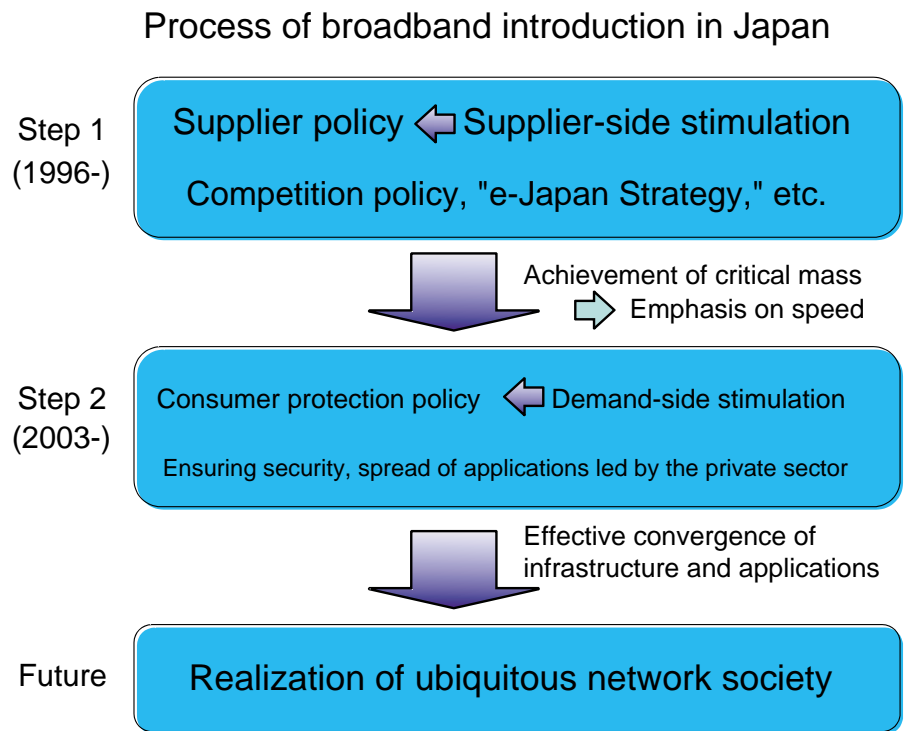 Process of broadband introduction in Japan
Step 1
(1996-)
Supplier policy Supplier-side stimulation
Competition policy, "e-Japan Strategy," etc.
Achievement of critical mass
Emphasis on speed
Step 2
(2003-)
Consumer protection policy Demand-side stimulation
Ensuring security, spread of applications led by the private sector
Effective convergence of
infrastructure and applications
Future
Realization of ubiquitous network society